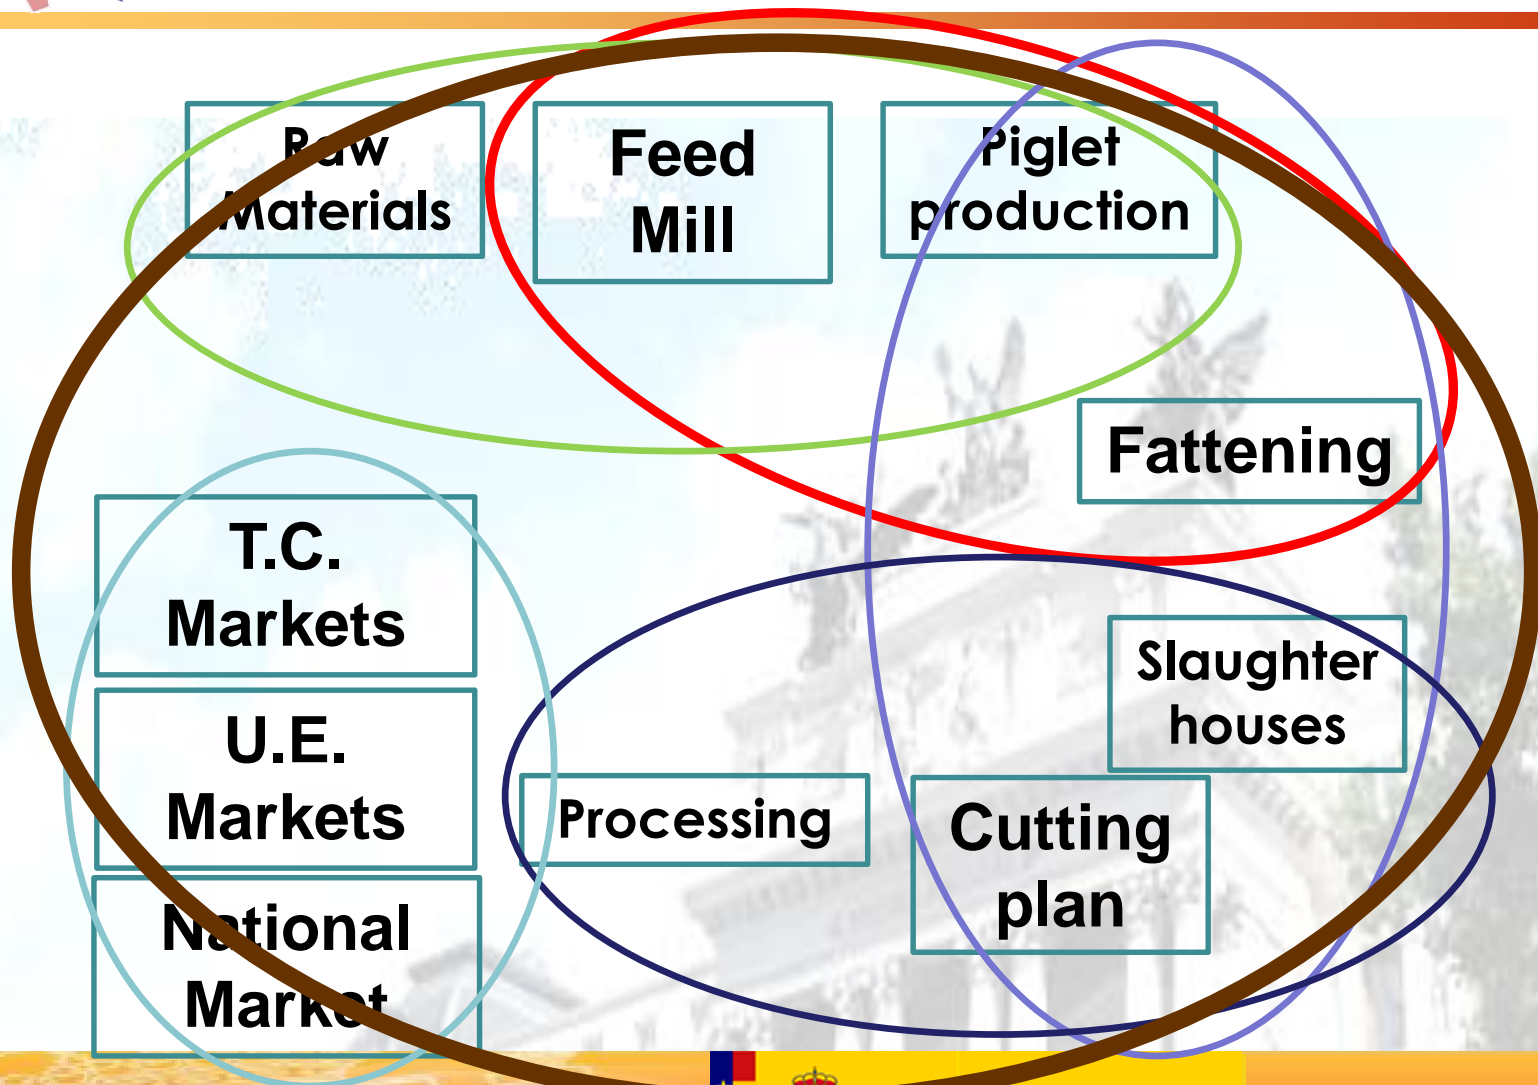 Raw
Materials
Feed
Mill
Piglet
production
Fattening
T.C.
Markets
U.E.
Markets
National
Market
Slaughter
houses
Processing
Cutting
plan